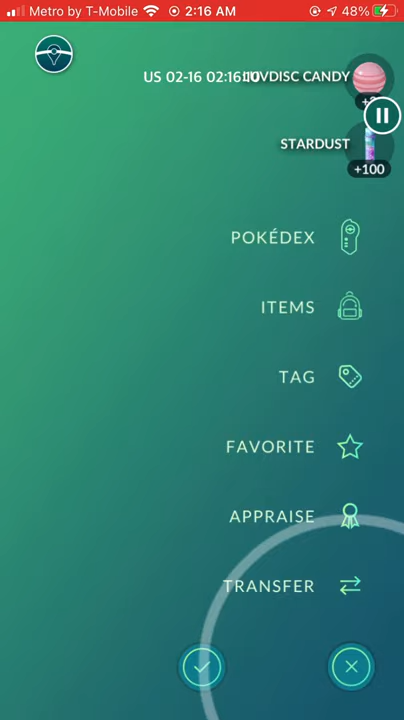 Metro by T-Mobile 2:16 AM 48%
US 02-16 02:16 LUVDISC CANDY
STARDUST
+100
POKÉDEX
ITEMS
TAG
FAVORITE
APPRAISE
TRANSFER